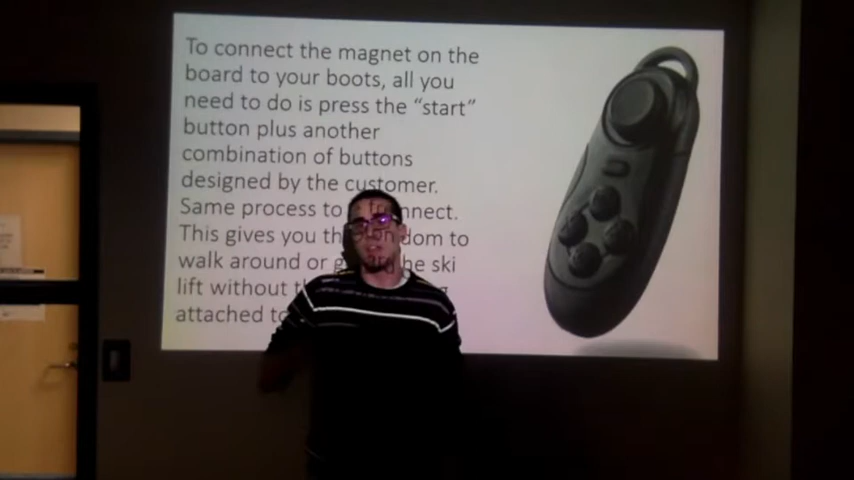 To connect the magnet on the
board to your boots, all you
need to do is press the “start”
button plus another
combination of buttons
designed by the customer.
Same process to
This gives you to
walk around or ski
lift without
attached